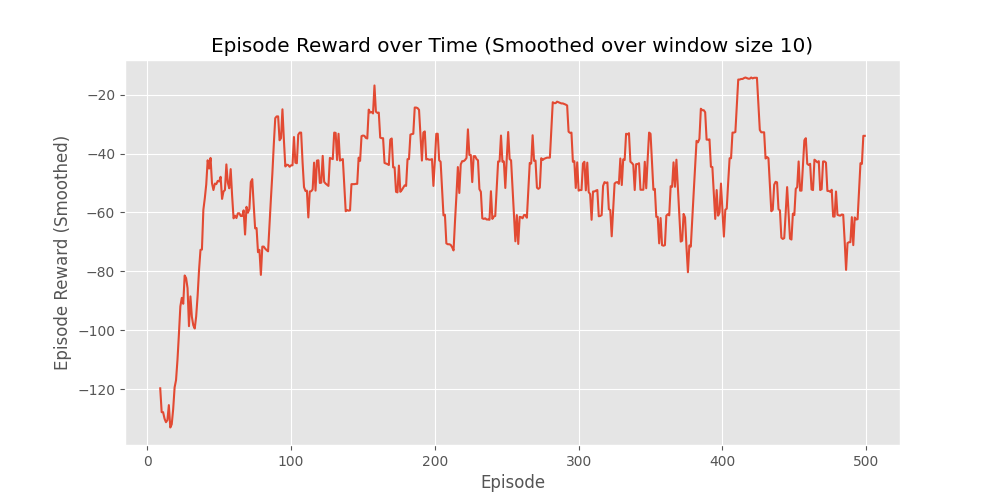 Episode Reward over Time (Smoothed over window size 10)
Episode Reward (Smoothed)
−20
−40
−60
−80
−100
−120
0 100 200 300 400 500
Episode